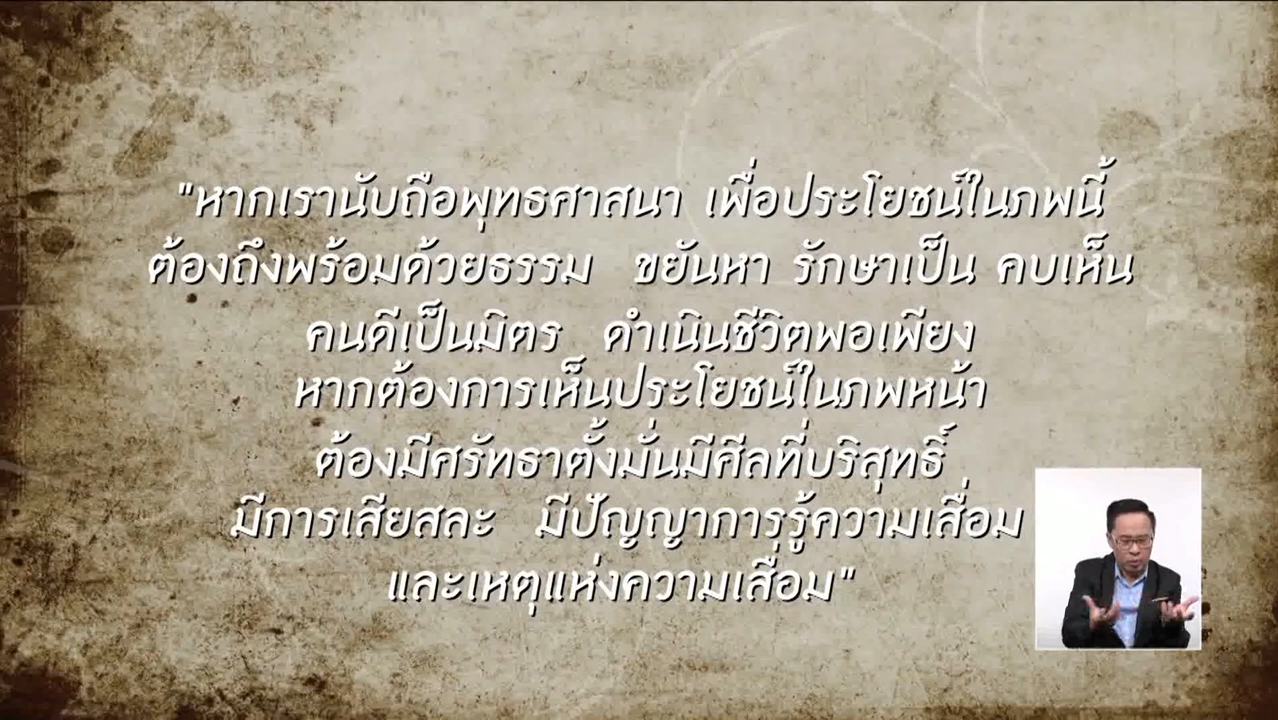 "หากเรานับถือพุทธศาสนา เพื่อประโยชน์ในภพนี้
ต้องถึงพร้อมด้วยธรรม ขยันหา รักษาเป็น คบเห็น
คนดีเป็นมิตร ดำเนินชีวิตพอเพียง
หากต้องการเห็นประโยชน์ในภพหน้า
ต้องมีศรัทธาตั้งมั่นมีศีลที่บริสุทธิ์
มีการเสียสละ มีปัญญาการรู้ความเสื่อม
และเหตุแห่งความเสื่อม"